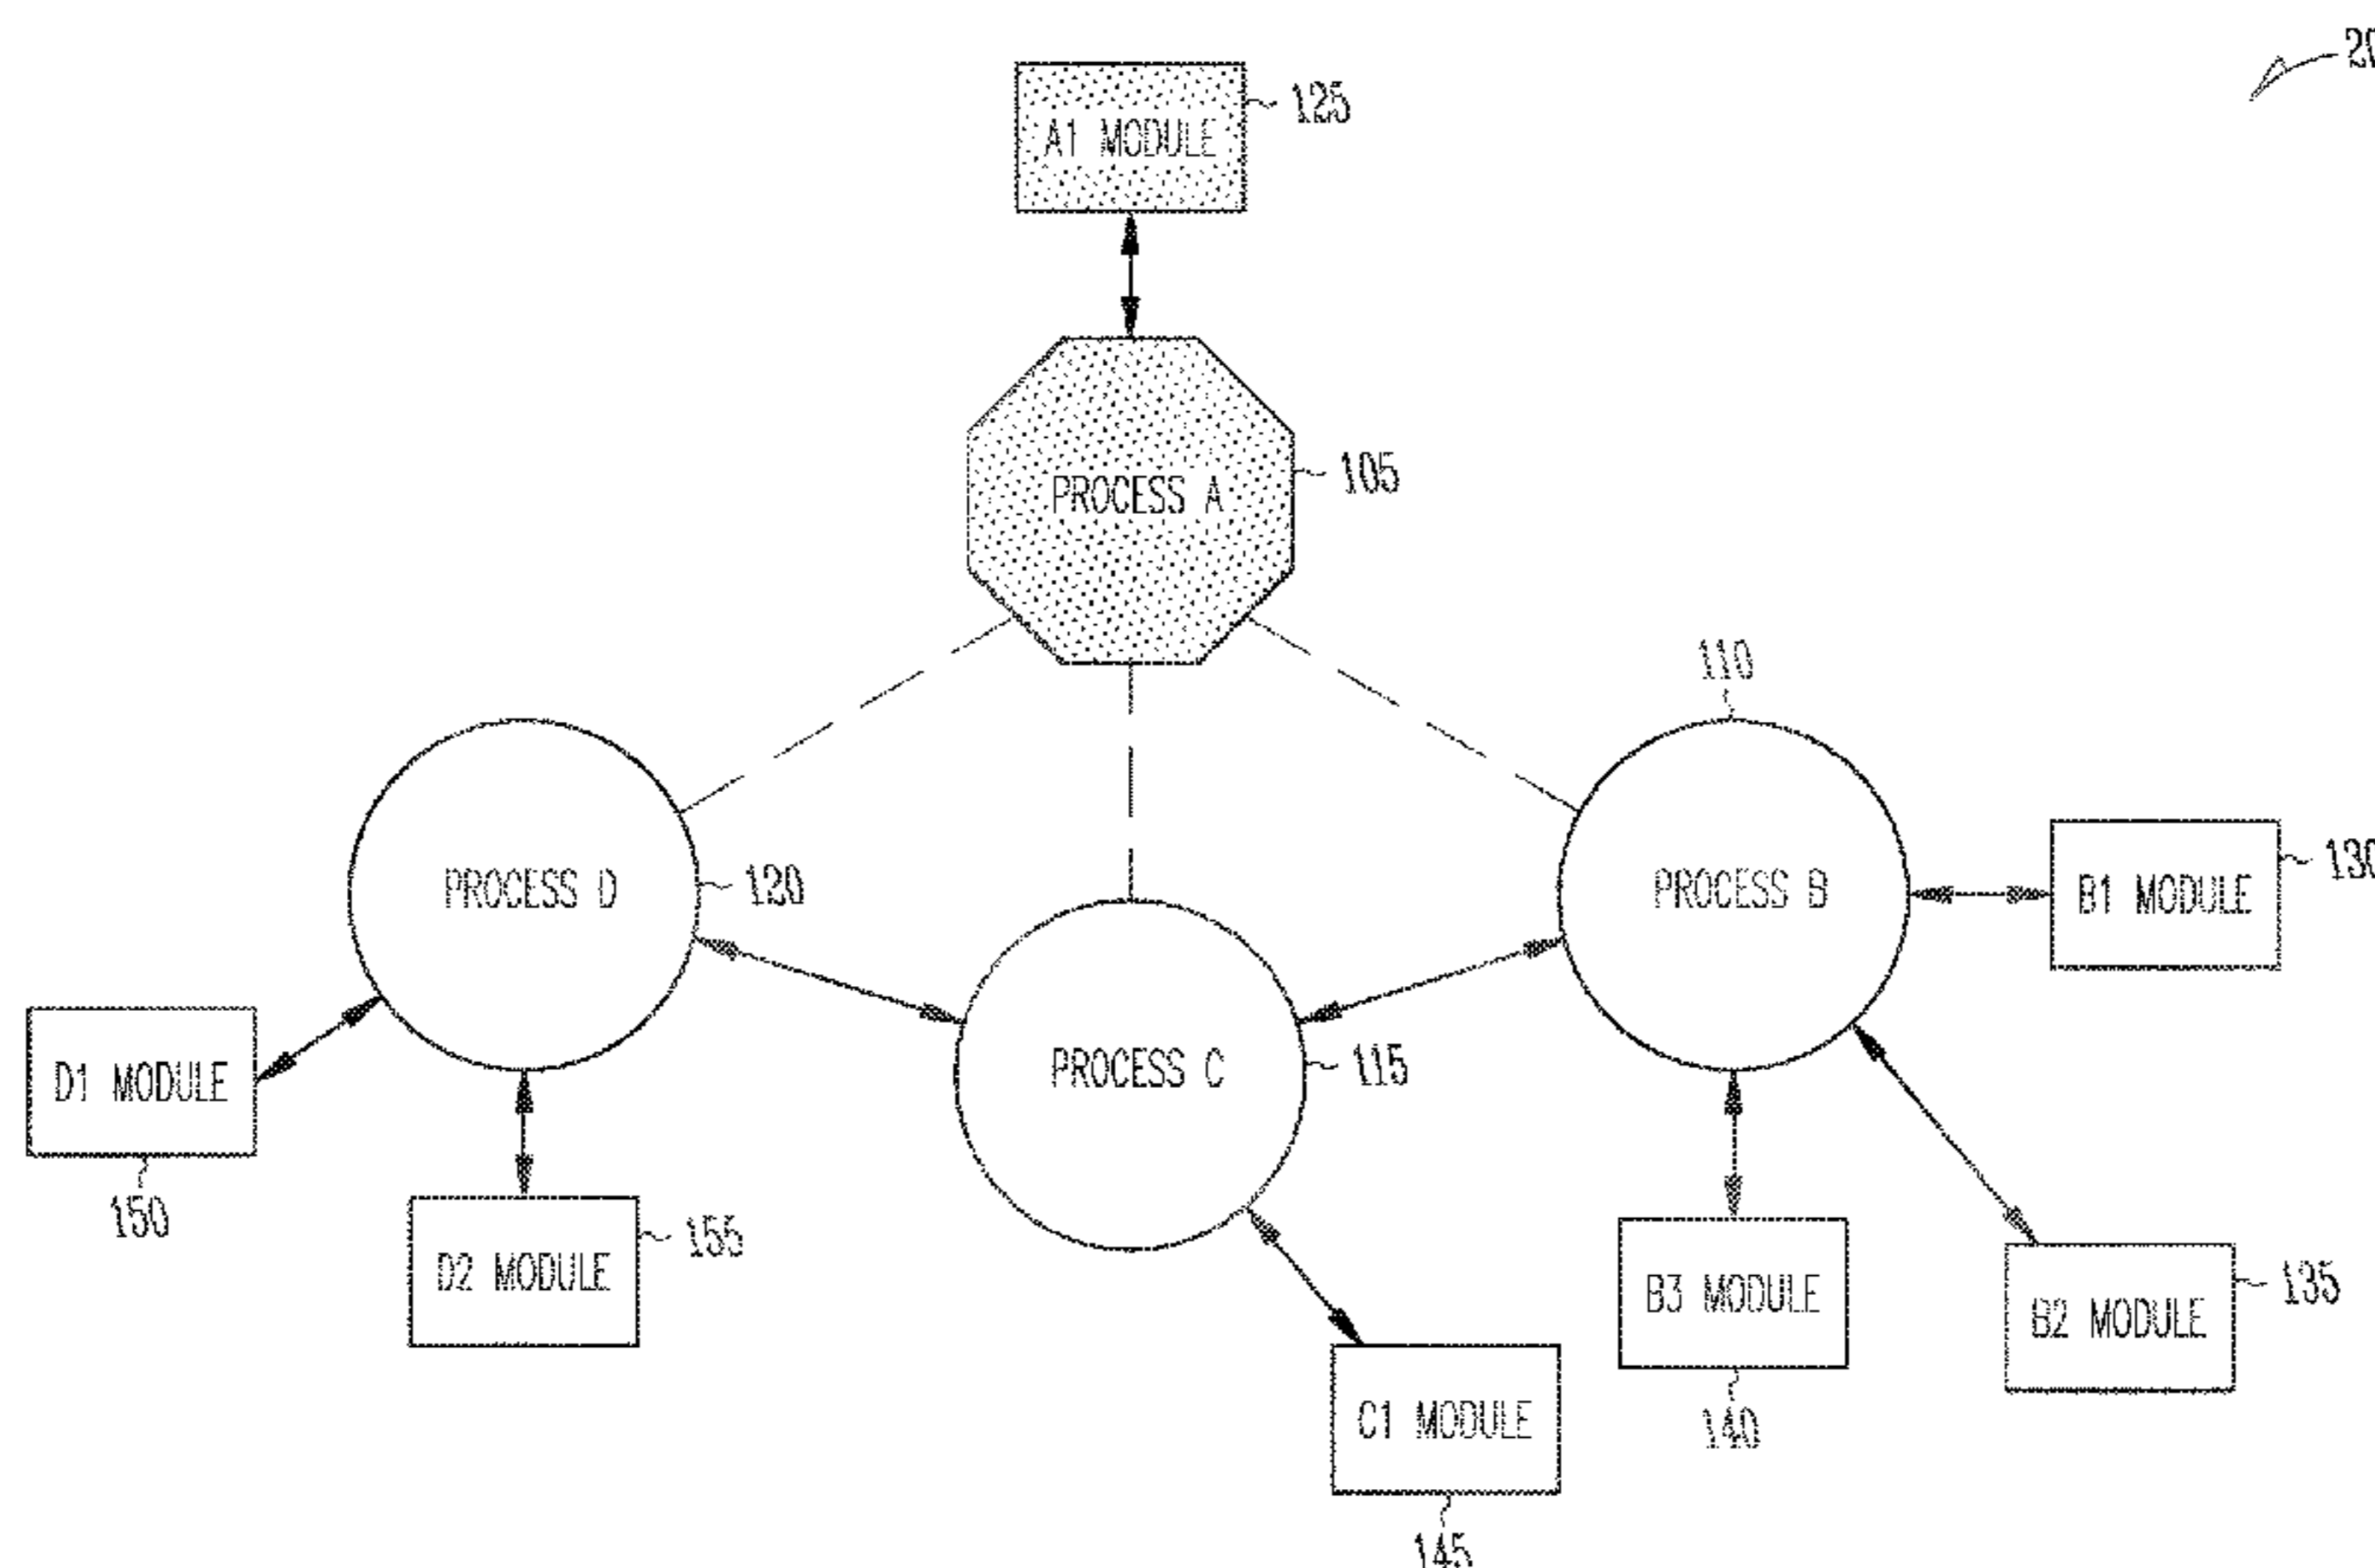 A1 MODULE
125
PROCESS A
105
110
PROCESS D
120
PROCESS B
B1 MODULE
D1 MODULE
150
PROCESS C
115
D2 MODULE
155
B3 MODULE
140
B2 MODULE
135
C1 MODULE
145